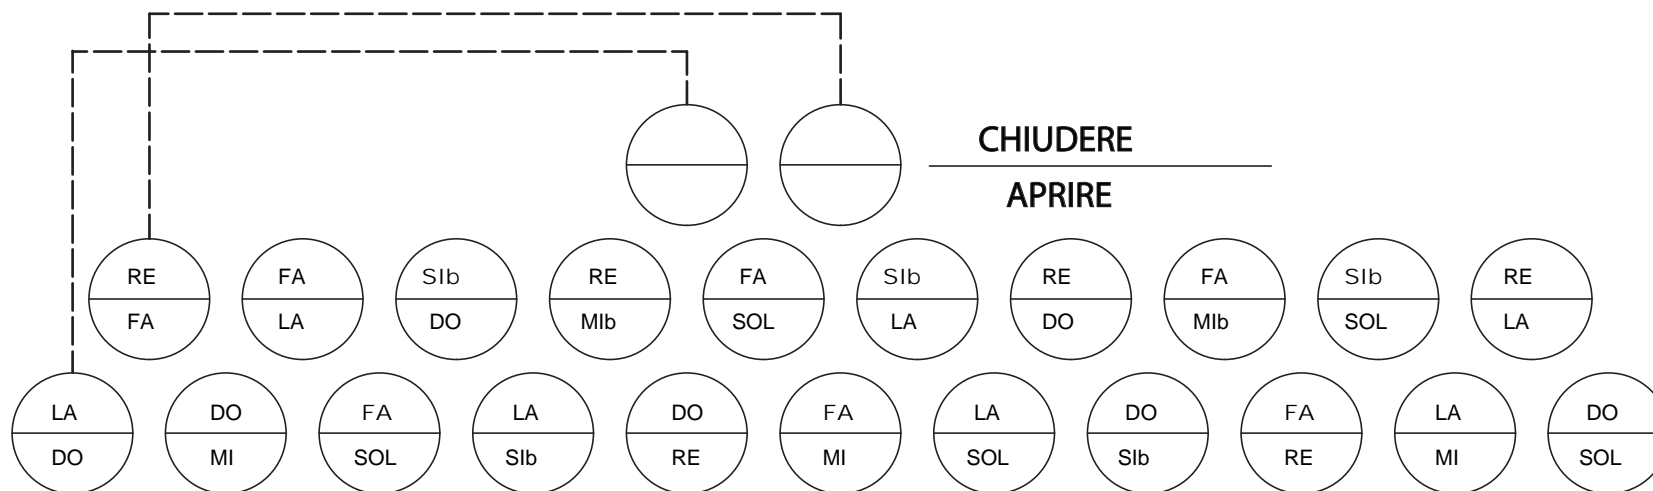 CHIUDERE
APRIRE
RE FA SIb RE FA SIb RE FA SIb RE
FA LA DO MIb SOL LA DO MIb SOL LA
LA DO FA LA DO FA LA DO FA LA DO
DO MI SOL SIb RE MI SOL SIb RE MI SOL